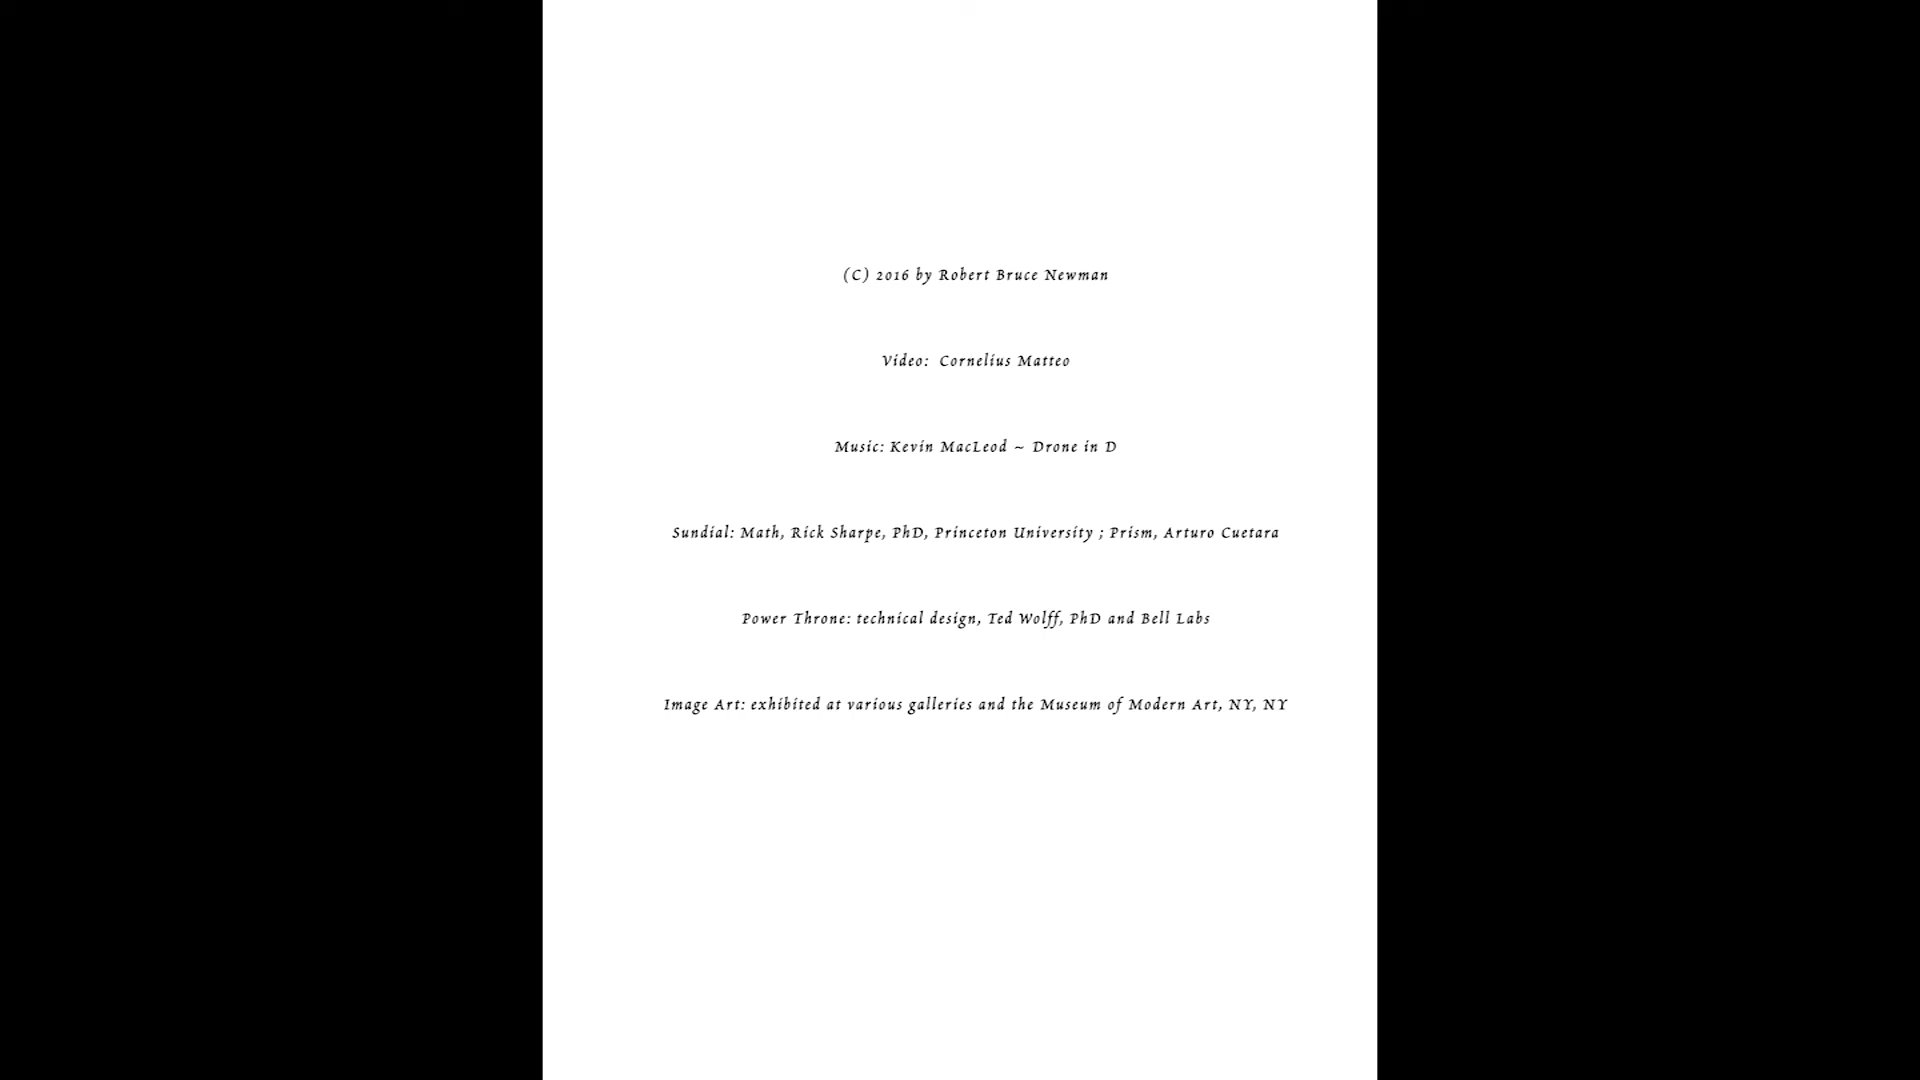 (C) 2016 by Robert Bruce Newman
Video:  Cornelius Matteo
Music: Kevin MacLeod ~ Drone in D
Sundial: Math, Rick Sharpe, PhD, Princeton University ; Prism, Arturo Cuetara
Power Throne: technical design, Ted Wolff, PhD and Bell Labs
Image Art: exhibited at various galleries and the Museum of Modern Art, NY, NY